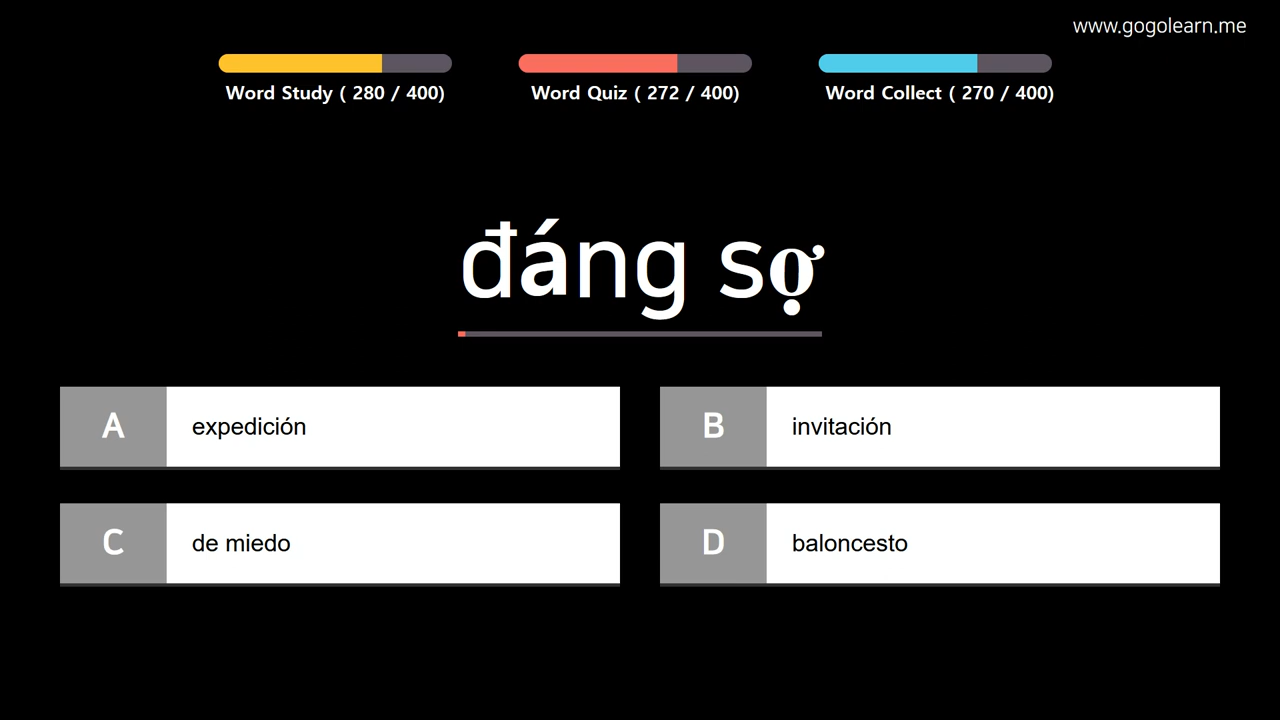 www.gogolearn.me
Word Study ( 280 / 400)
Word Quiz ( 272 / 400)
Word Collect ( 270 / 400)
đáng sợ
A expedición
B invitación
C de miedo
D baloncesto